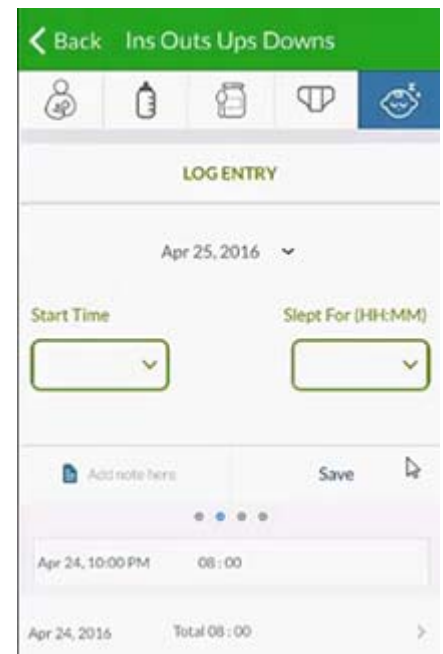 Back Ins Outs Ups Downs
LOG ENTRY
Apr 25, 2016
Start Time Slept For (HH:MM)
Add note here Save
Apr 24, 10:00 PM 08:00
Apr 24, 2016 Total 08:00